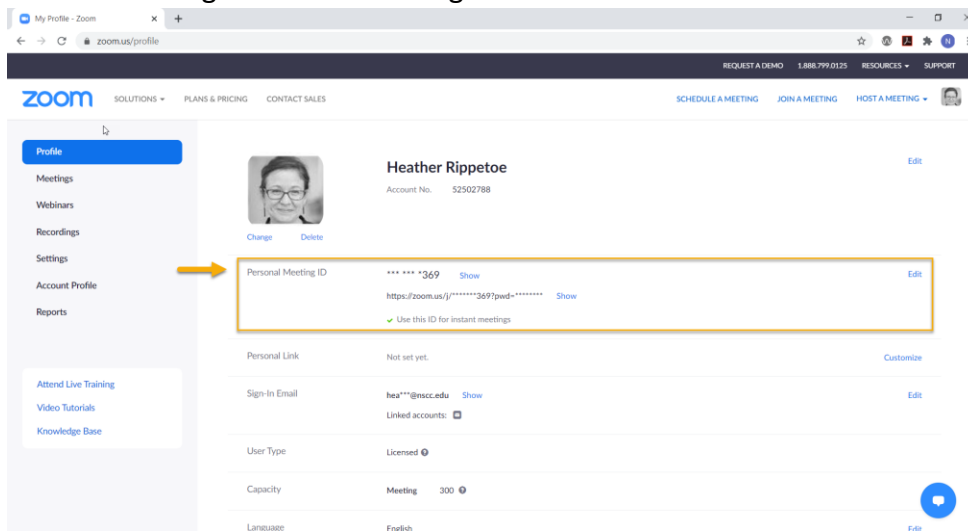 My Profile - Zoom
zoom.us/profile
N
REQUEST A DEMO 1.888.799.0125 RESOURCES SUPPORT
zoom SOLUTIONS PLANS & PRICING CONTACT SALES SCHEDULE A MEETING JOIN A MEETING HOST A MEETING
Profile
Meetings
Webinars
Recordings
Settings
Account Profile
Reports
Attend Live Training
Video Tutorials
Knowledge Base
Heather Rippetoe Edit
Account No. 52502788
Change Delete
Personal Meeting ID *** *** *369 Show Edit
https://zoom.us/j/*******369?pwd=******** Show
Use this ID for instant meetings
Personal Link Not set yet. Customize
Sign-In Email hea***@nscc.edu Show Edit
Linked accounts:
User Type Licensed
Capacity Meeting 300
Language English Edit